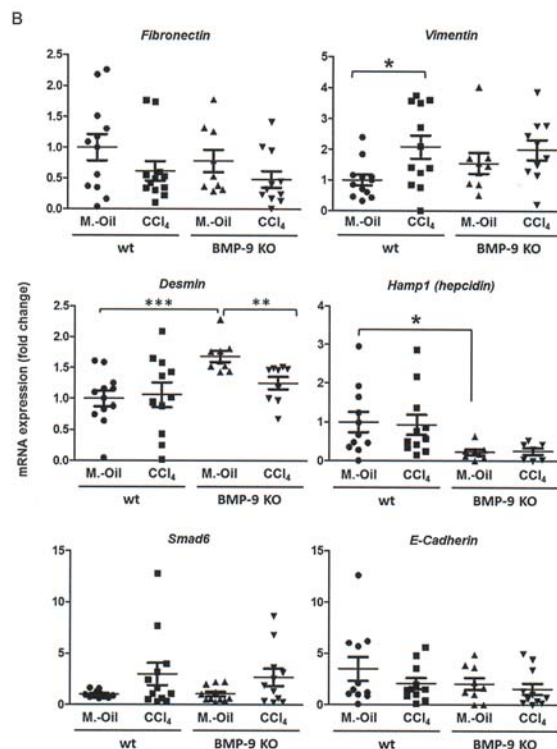 B
Fibronectin
2.5
2.0
1.5
1.0
0.5
0.0
M.-Oil CCl4 M.-Oil CCl4
wt BMP-9 KO
Vimentin
*
6
4
2
0
M.-Oil CCl4 M.-Oil CCl4
wt BMP-9 KO
mRNA expression (fold change)
Desmin
*** **
2.5
2.0
1.5
1.0
0.5
0.0
M.-Oil CCl4 M.-Oil CCl4
wt BMP-9 KO
Hamp1 (hepcidin)
*
4
3
2
1
0
M.-Oil CCl4 M.-Oil CCl4
wt BMP-9 KO
Smad6
15
10
5
0
M.-Oil CCl4 M.-Oil CCl4
wt BMP-9 KO
E-Cadherin
15
10
5
0
M.-Oil CCl4 M.-Oil CCl4
wt BMP-9 KO